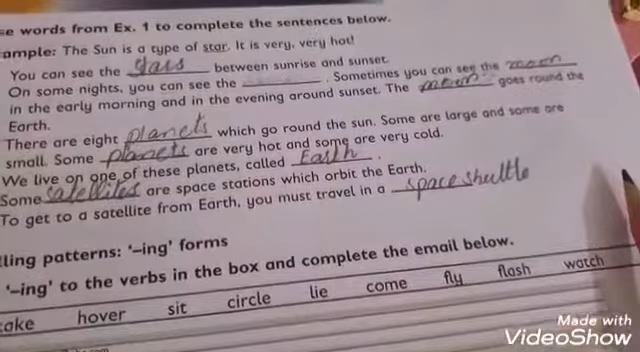 se words from Ex. 1 to complete the sentences below.
ample: The Sun is a type of star. It is very, very hot!
You can see the ______ between sunrise and sunset.
On some nights, you can see the ______. Sometimes you can see the moon
in the early morning and in the evening around sunset. The moon goes round the
Earth.
There are eight planets which go round the sun. Some are large and some are
small. Some planets are very hot and some are very cold.
We live on one of these planets, called Earth.
Some satellites are space stations which orbit the Earth.
To get to a satellite from Earth, you must travel in a space shuttle
lling patterns: '–ing' forms
'–ing' to the verbs in the box and complete the email below.
take hover sit circle lie come fly flash watch
Made with
VideoShow